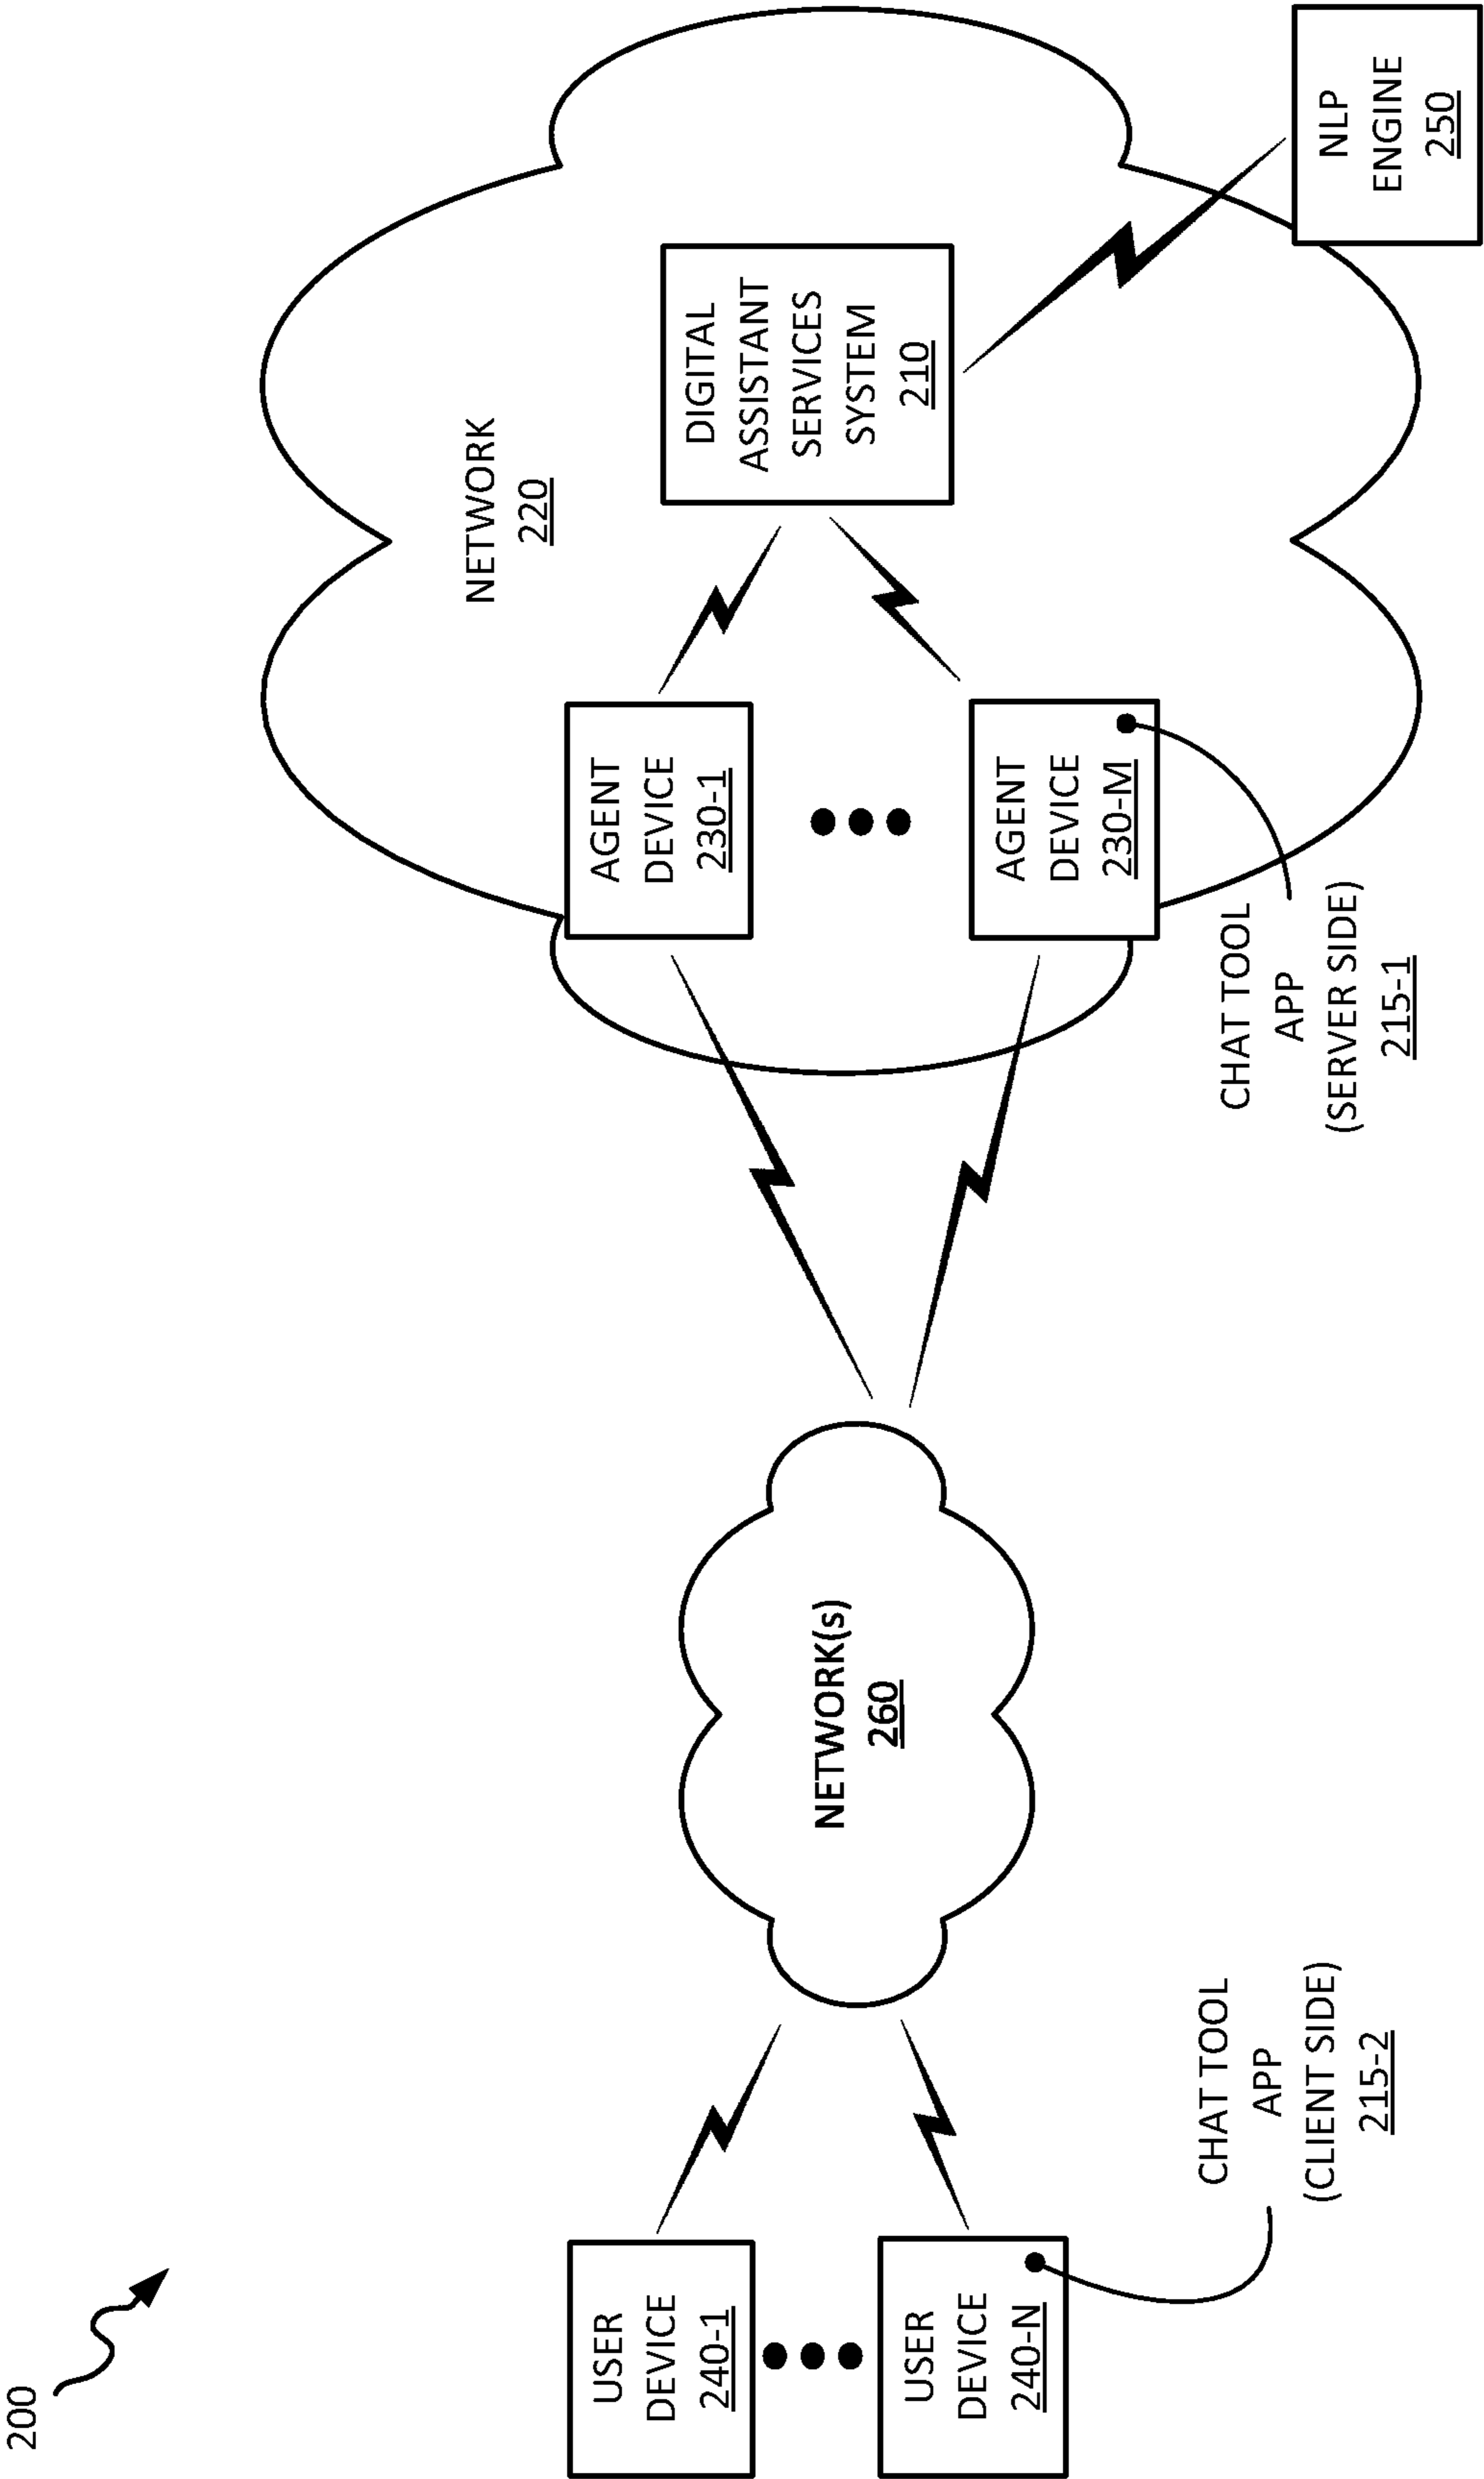 200
USER
DEVICE
240-1
USER
DEVICE
240-N
CHAT TOOL
APP
(CLIENT SIDE)
215-2
NETWORK(s)
260
NETWORK
220
AGENT
DEVICE
230-1
AGENT
DEVICE
230-M
CHAT TOOL
APP
(SERVER SIDE)
215-1
DIGITAL
ASSISTANT
SERVICES
SYSTEM
210
NLP
ENGINE
250